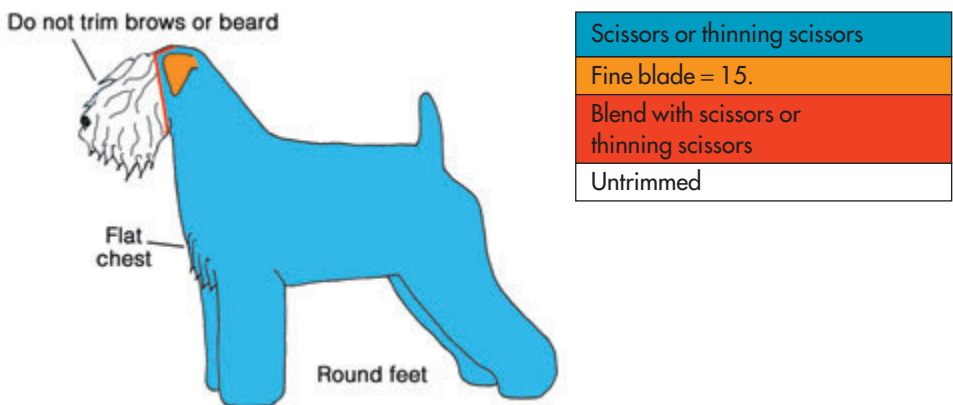 Do not trim brows or beard
Flat
chest
Round feet
Scissors or thinning scissors
Fine blade = 15.
Blend with scissors or
thinning scissors
Untrimmed